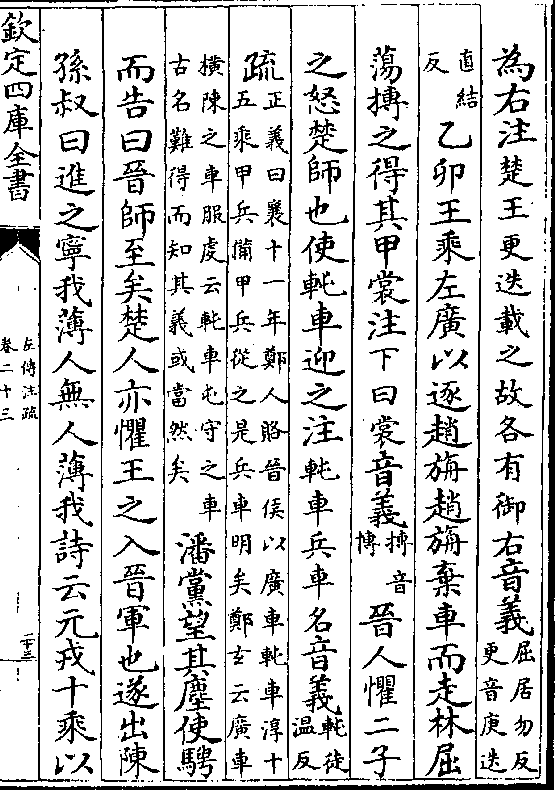 為右注楚王更迭載之故各有御右音義屈居勿反更音庚迭
直結反乙卯王乘左廣以逐趙旃趙旃棄車而走林屈
蕩搏之得其甲裳注下曰裳音義搏音博晉人懼二子
之怒楚師也使軘車迎之注軘車兵車名音義軘徒溫反
疏正義曰襄十一年鄭人賂晉侯以廣車軘車淳十五乘甲兵備甲兵從之是兵車明矣鄭玄云廣車
橫陳之車服虔云軘車屯守之車古名難得而知其義或當然矣潘黨望其塵使騁
而告曰晉師至矣楚人亦懼王之入晉軍也遂出陳
孫叔曰進之寧我薄人無人薄我詩云元戎十乘以
欽定四庫全書
左傳注疏
卷二十三
二十三